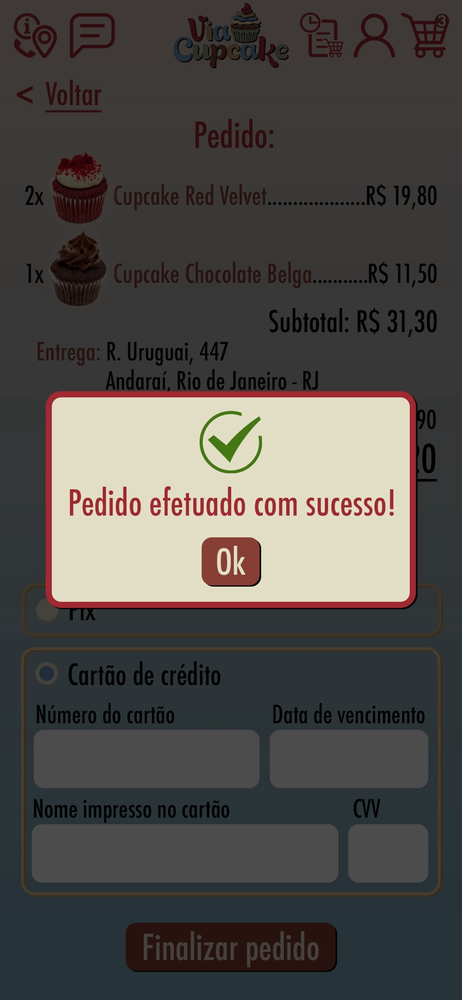 3
Via
Cupcake
< Voltar
Pedido:
2x Cupcake Red Velvet...................R$ 19,80
1x Cupcake Chocolate Belga...........R$ 11,50
Subtotal: R$ 31,30
Entrega: R. Uruguai, 447
Andaraí, Rio de Janeiro - RJ
90
20
Pedido efetuado com sucesso!
Ok
Pix
Cartão de crédito
Número do cartão Data de vencimento
Nome impresso no cartão CVV
Finalizar pedido